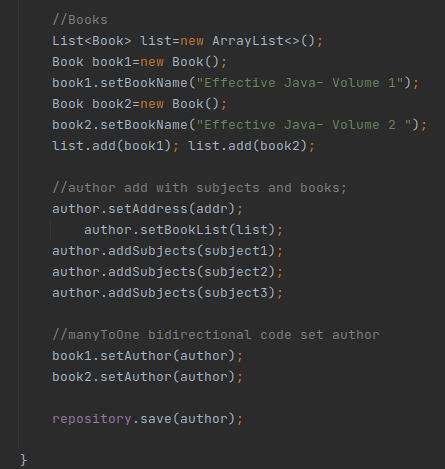 //Books
List<Book> list=new ArrayList<>();
Book book1=new Book();
book1.setBookName("Effective Java- Volume 1");
Book book2=new Book();
book2.setBookName("Effective Java- Volume 2 ");
list.add(book1); list.add(book2);

//author add with subjects and books;
author.setAddress(addr);
    author.setBookList(list);
author.addSubjects(subject1);
author.addSubjects(subject2);
author.addSubjects(subject3);

//manyToOne bidirectional code set author
book1.setAuthor(author);
book2.setAuthor(author);

repository.save(author);

}